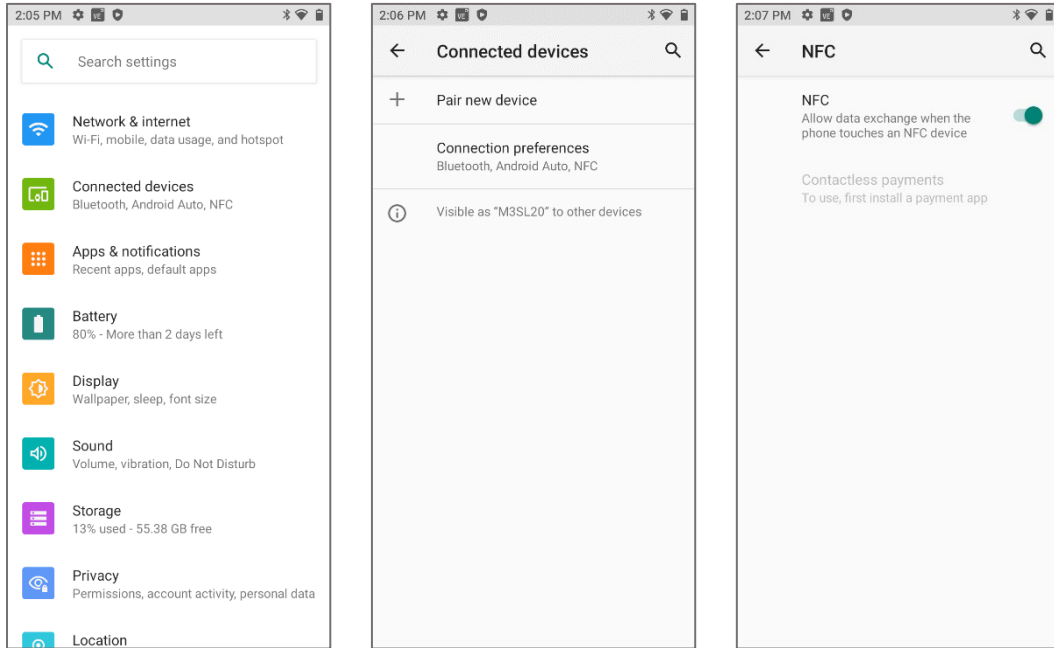 2:05 PM
Search settings
Network & internet
Wi-Fi, mobile, data usage, and hotspot
Connected devices
Bluetooth, Android Auto, NFC
Apps & notifications
Recent apps, default apps
Battery
80% - More than 2 days left
Display
Wallpaper, sleep, font size
Sound
Volume, vibration, Do Not Disturb
Storage
13% used - 55.38 GB free
Privacy
Permissions, account activity, personal data
Location
2:06 PM
Connected devices
Pair new device
Connection preferences
Bluetooth, Android Auto, NFC
Visible as “M3SL20” to other devices
2:07 PM
NFC
NFC
Allow data exchange when the
phone touches an NFC device
Contactless payments
To use, first install a payment app